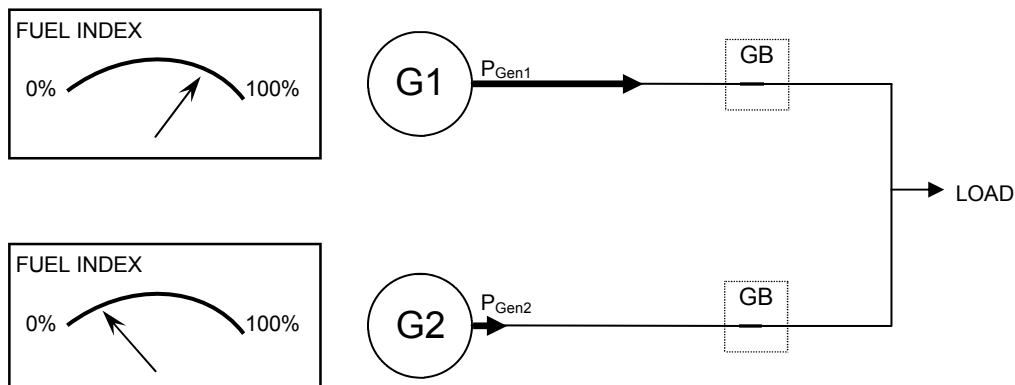 FUEL INDEX
0% 100%
G1
PGen1
GB
LOAD
FUEL INDEX
0% 100%
G2
PGen2
GB